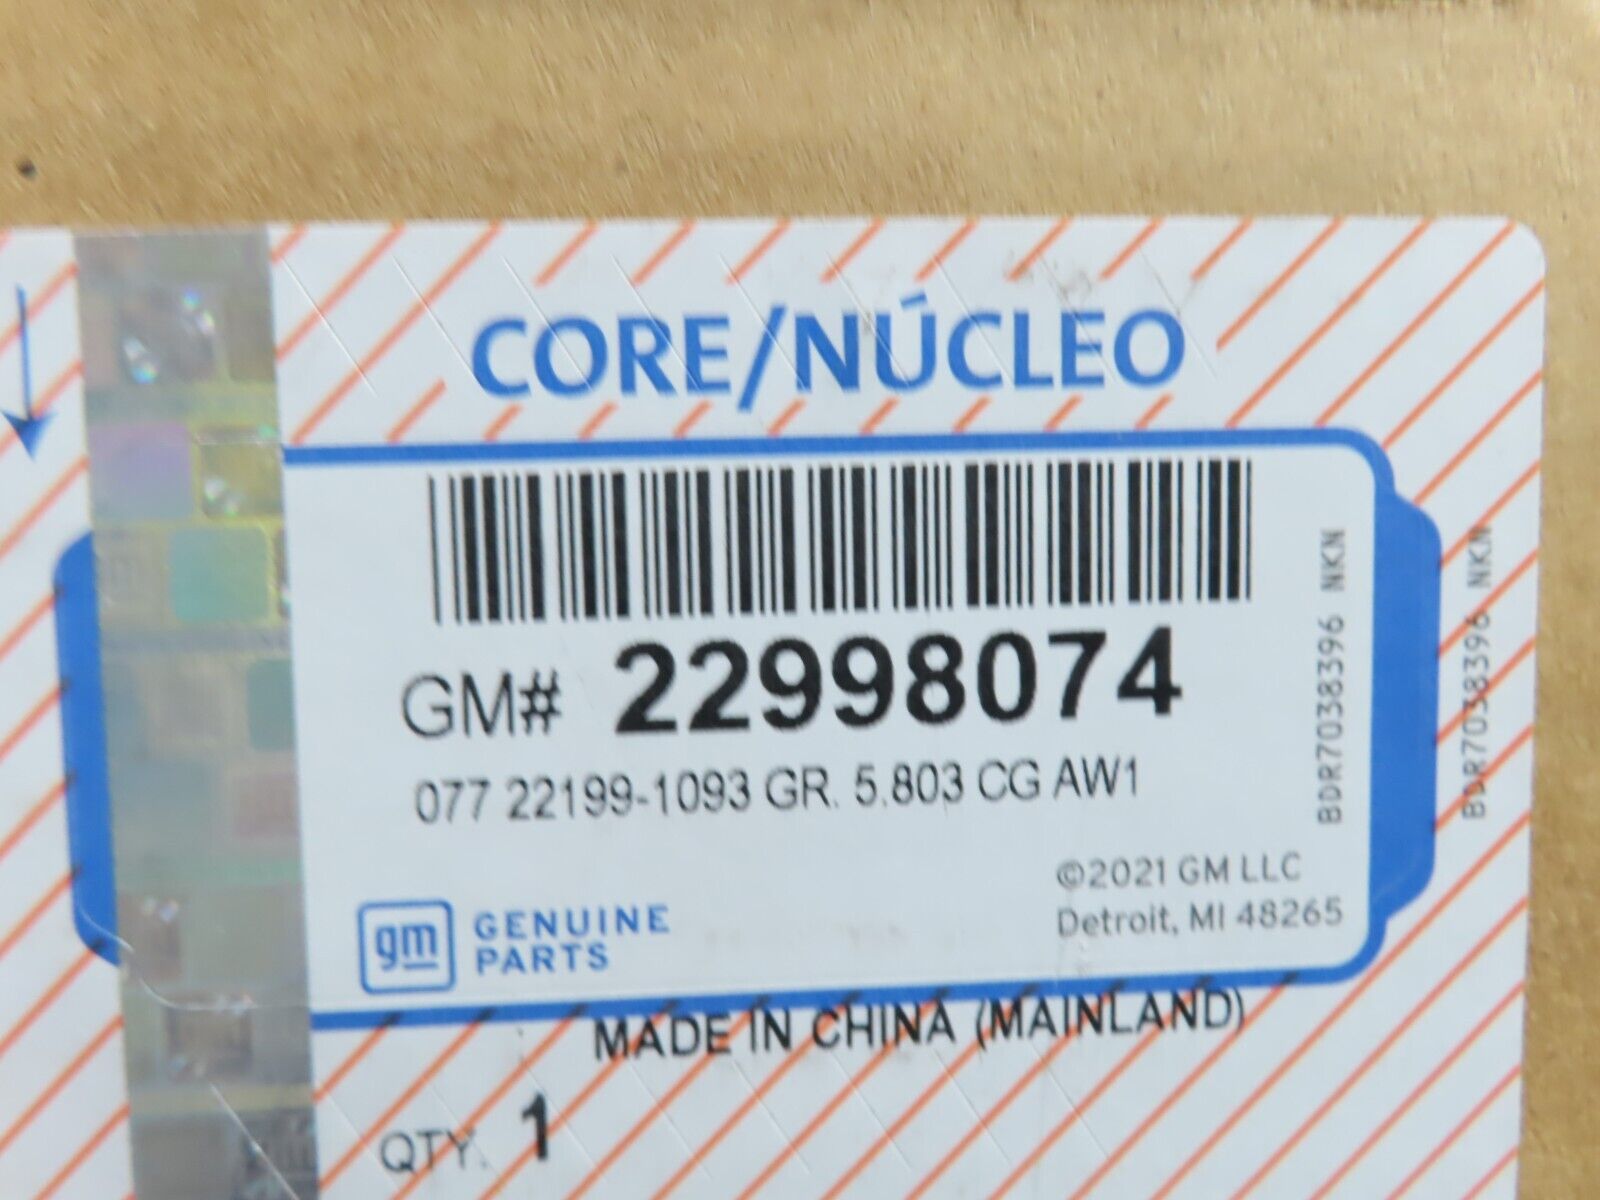 CORE/NÚCLEO
GM# 22998074
077 22199-1093 GR. 5.803 CG AW1
BDR70383396 NKN
BDR70383396 NKN
©2021 GM LLC
Detroit, MI 48265
gm GENUINE
PARTS
MADE IN CHINA (MAINLAND)
QTY. 1